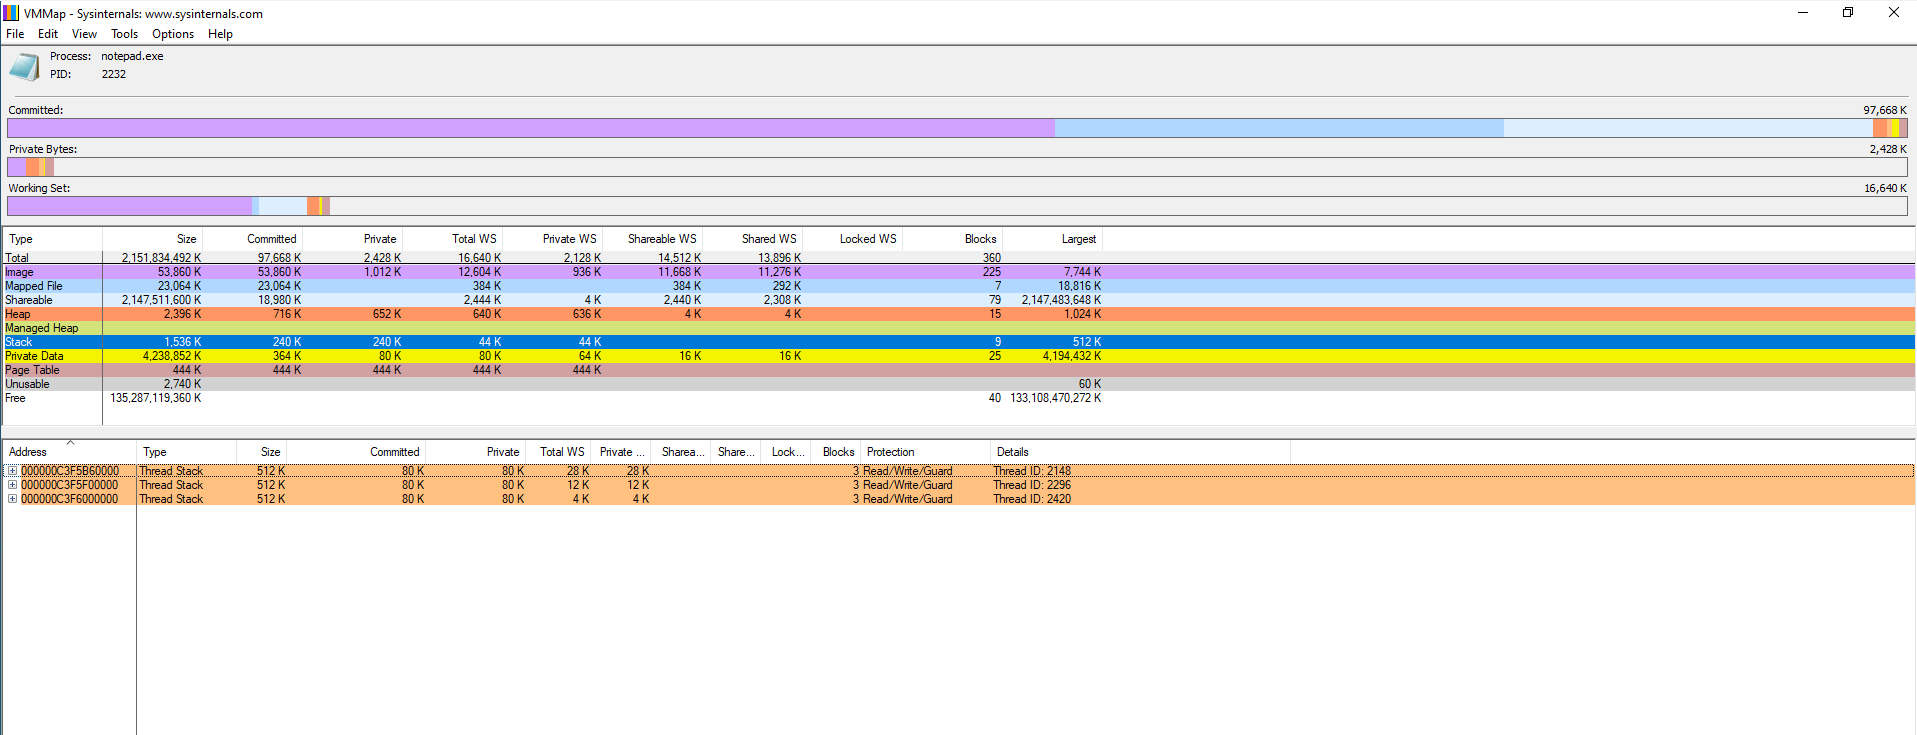 VMMap - Sysinternals: www.sysinternals.com
File Edit View Tools Options Help
Process: notepad.exe
PID: 2232
Committed: 97,668 K
Private Bytes: 2,428 K
Working Set: 16,640 K
Type Size Committed Private Total WS Private WS Shareable WS Shared WS Locked WS Blocks Largest
Total 2,151,834,492 K 97,668 K 2,428 K 16,640 K 2,128 K 14,512 K 13,896 K 360
Image 53,860 K 53,860 K 1,012 K 12,604 K 936 K 11,668 K 11,276 K 225 7,744 K
Mapped File 23,064 K 23,064 K 384 K 384 K 292 K 7 18,816 K
Shareable 2,147,511,600 K 18,980 K 2,444 K 4 K 2,440 K 2,308 K 79 2,147,483,648 K
Heap 2,396 K 716 K 652 K 640 K 636 K 4 K 4 K 15 1,024 K
Managed Heap
Stack 1,536 K 240 K 240 K 44 K 44 K 9 512 K
Private Data 4,238,852 K 364 K 80 K 80 K 64 K 16 K 16 K 25 4,194,432 K
Page Table 444 K 444 K 444 K 444 K 444 K
Unusable 2,740 K 60 K
Free 135,287,119,360 K 40 133,108,470,272 K
Address Type Size Committed Private Total WS Private ... Sharea... Share... Lock... Blocks Protection Details
000000C3F5B60000 Thread Stack 512 K 80 K 80 K 28 K 28 K 3 Read/Write/Guard Thread ID: 2148
000000C3F5F00000 Thread Stack 512 K 80 K 80 K 12 K 12 K 3 Read/Write/Guard Thread ID: 2296
000000C3F6000000 Thread Stack 512 K 80 K 80 K 4 K 4 K 3 Read/Write/Guard Thread ID: 2420